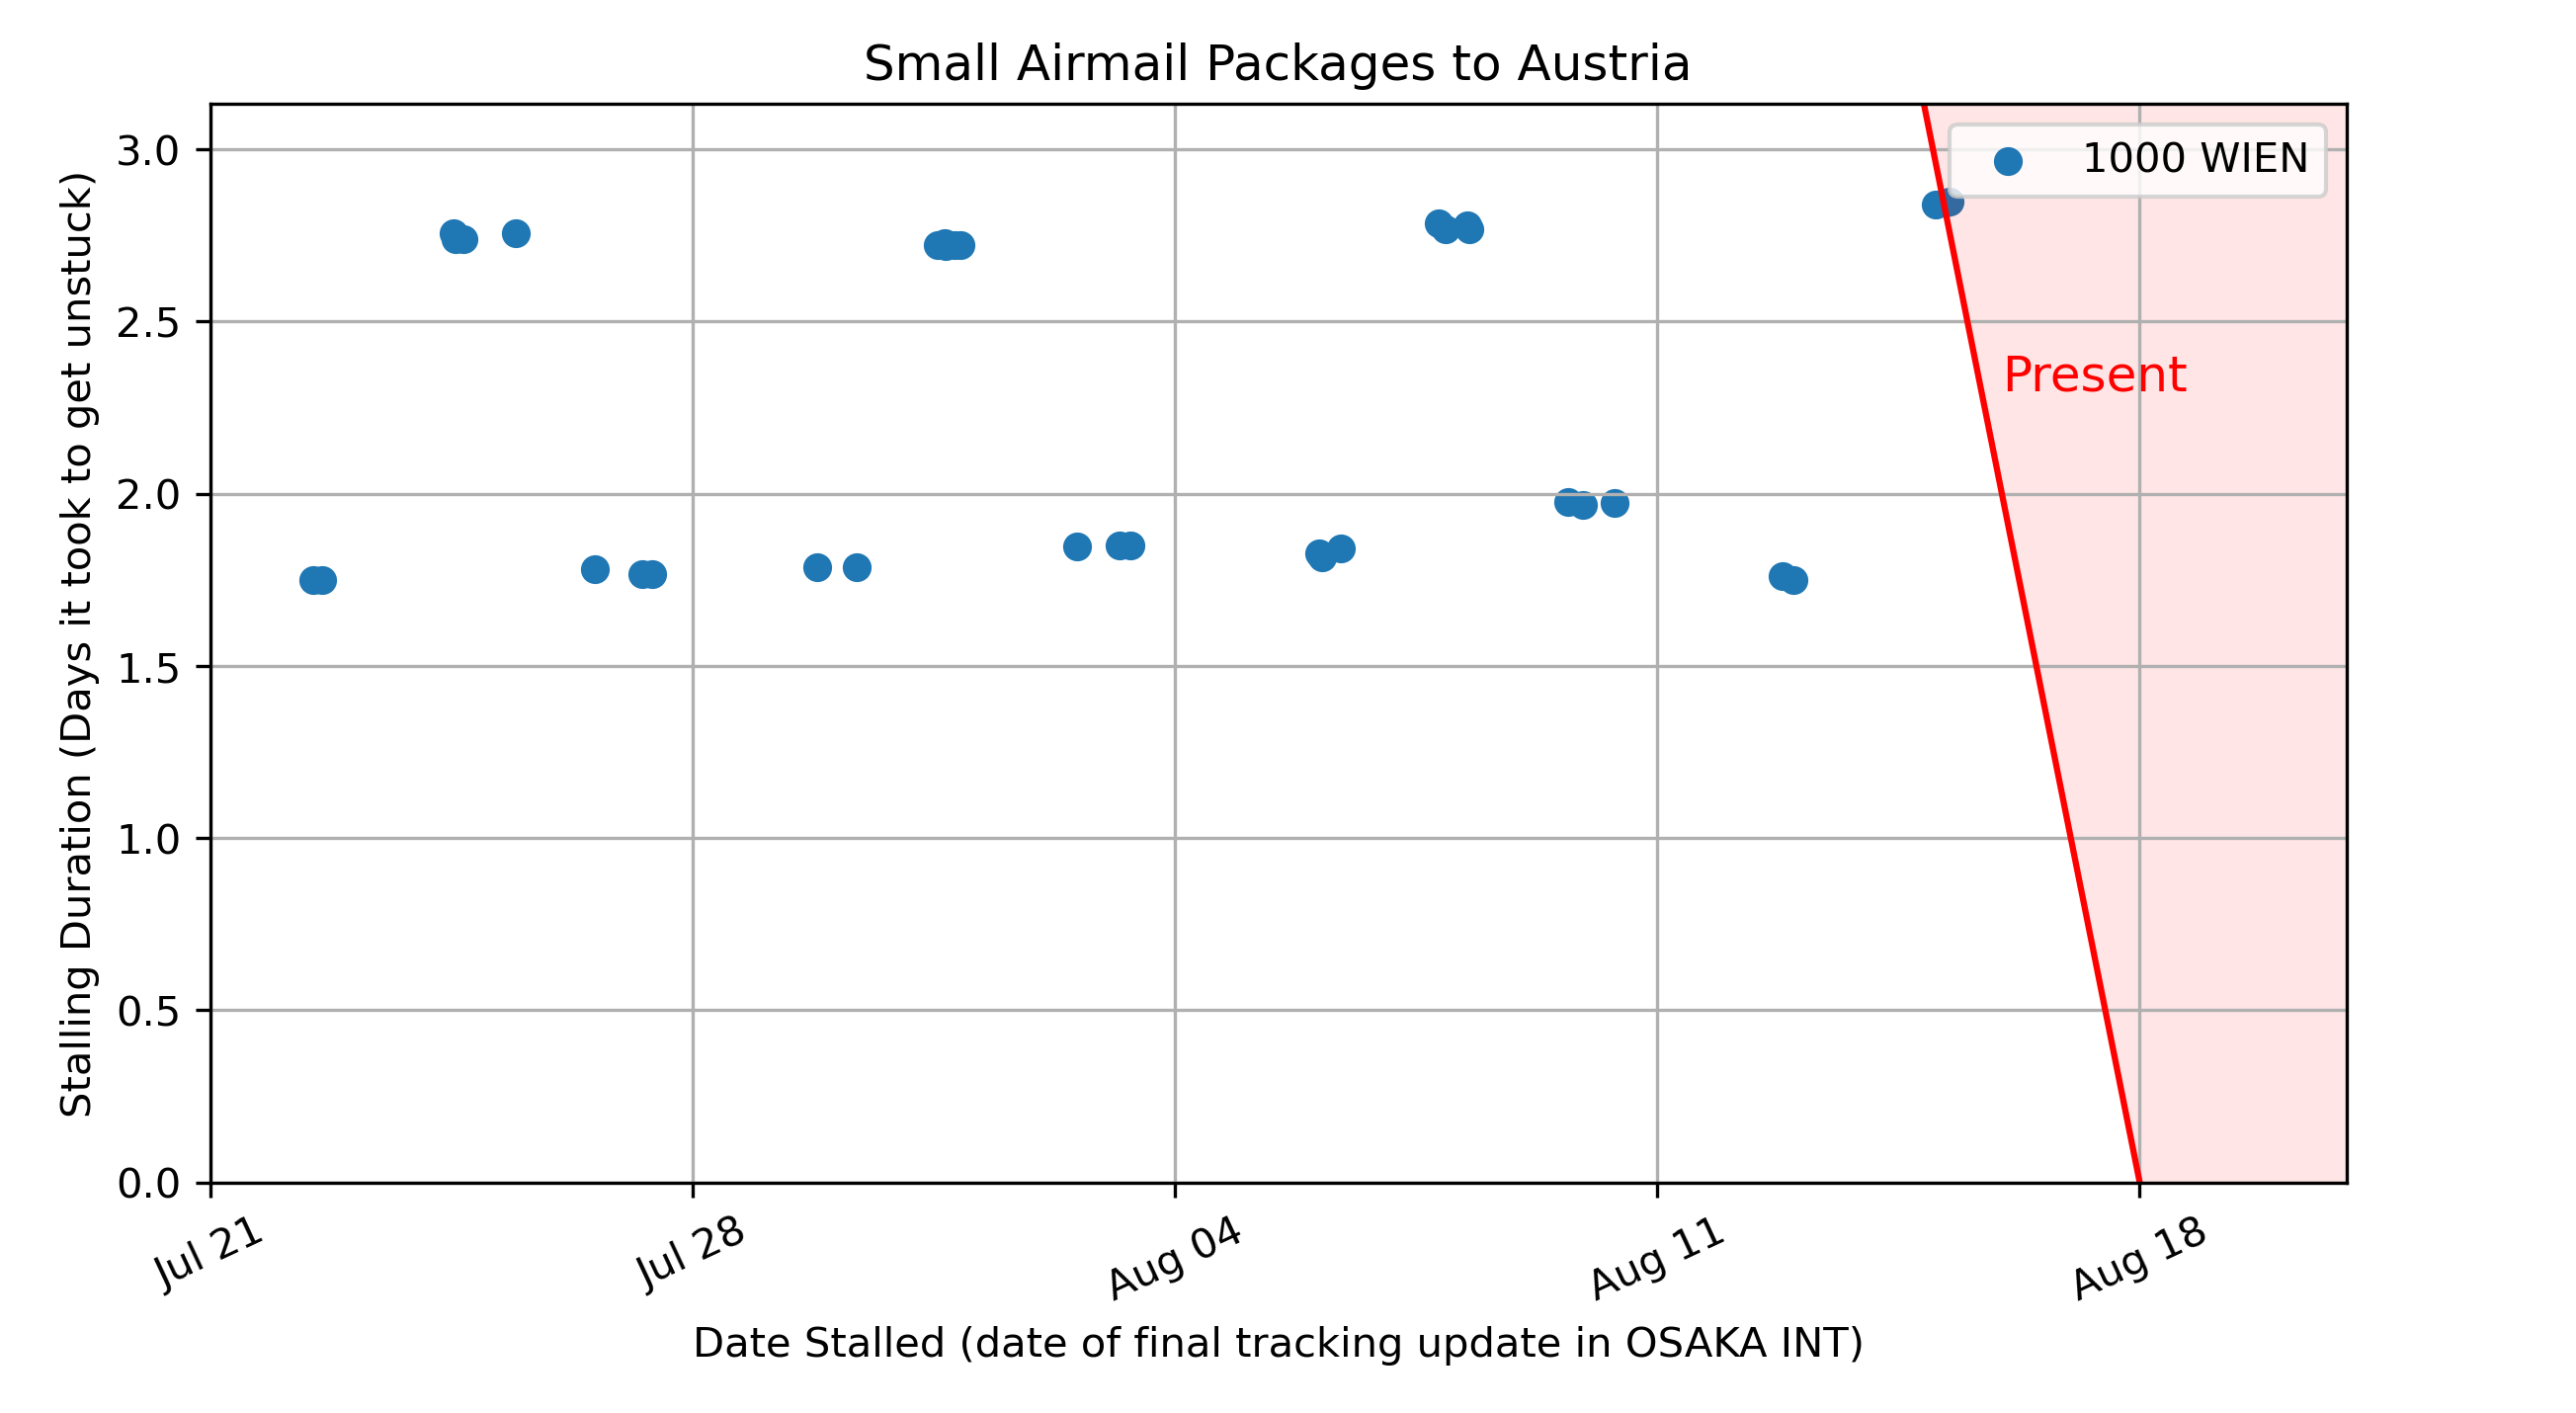 Small Airmail Packages to Austria
1000 WIEN
Present
Stalling Duration (Days it took to get unstuck)
3.0
2.5
2.0
1.5
1.0
0.5
0.0
Jul 21
Jul 28
Aug 04
Aug 11
Aug 18
Date Stalled (date of final tracking update in OSAKA INT)